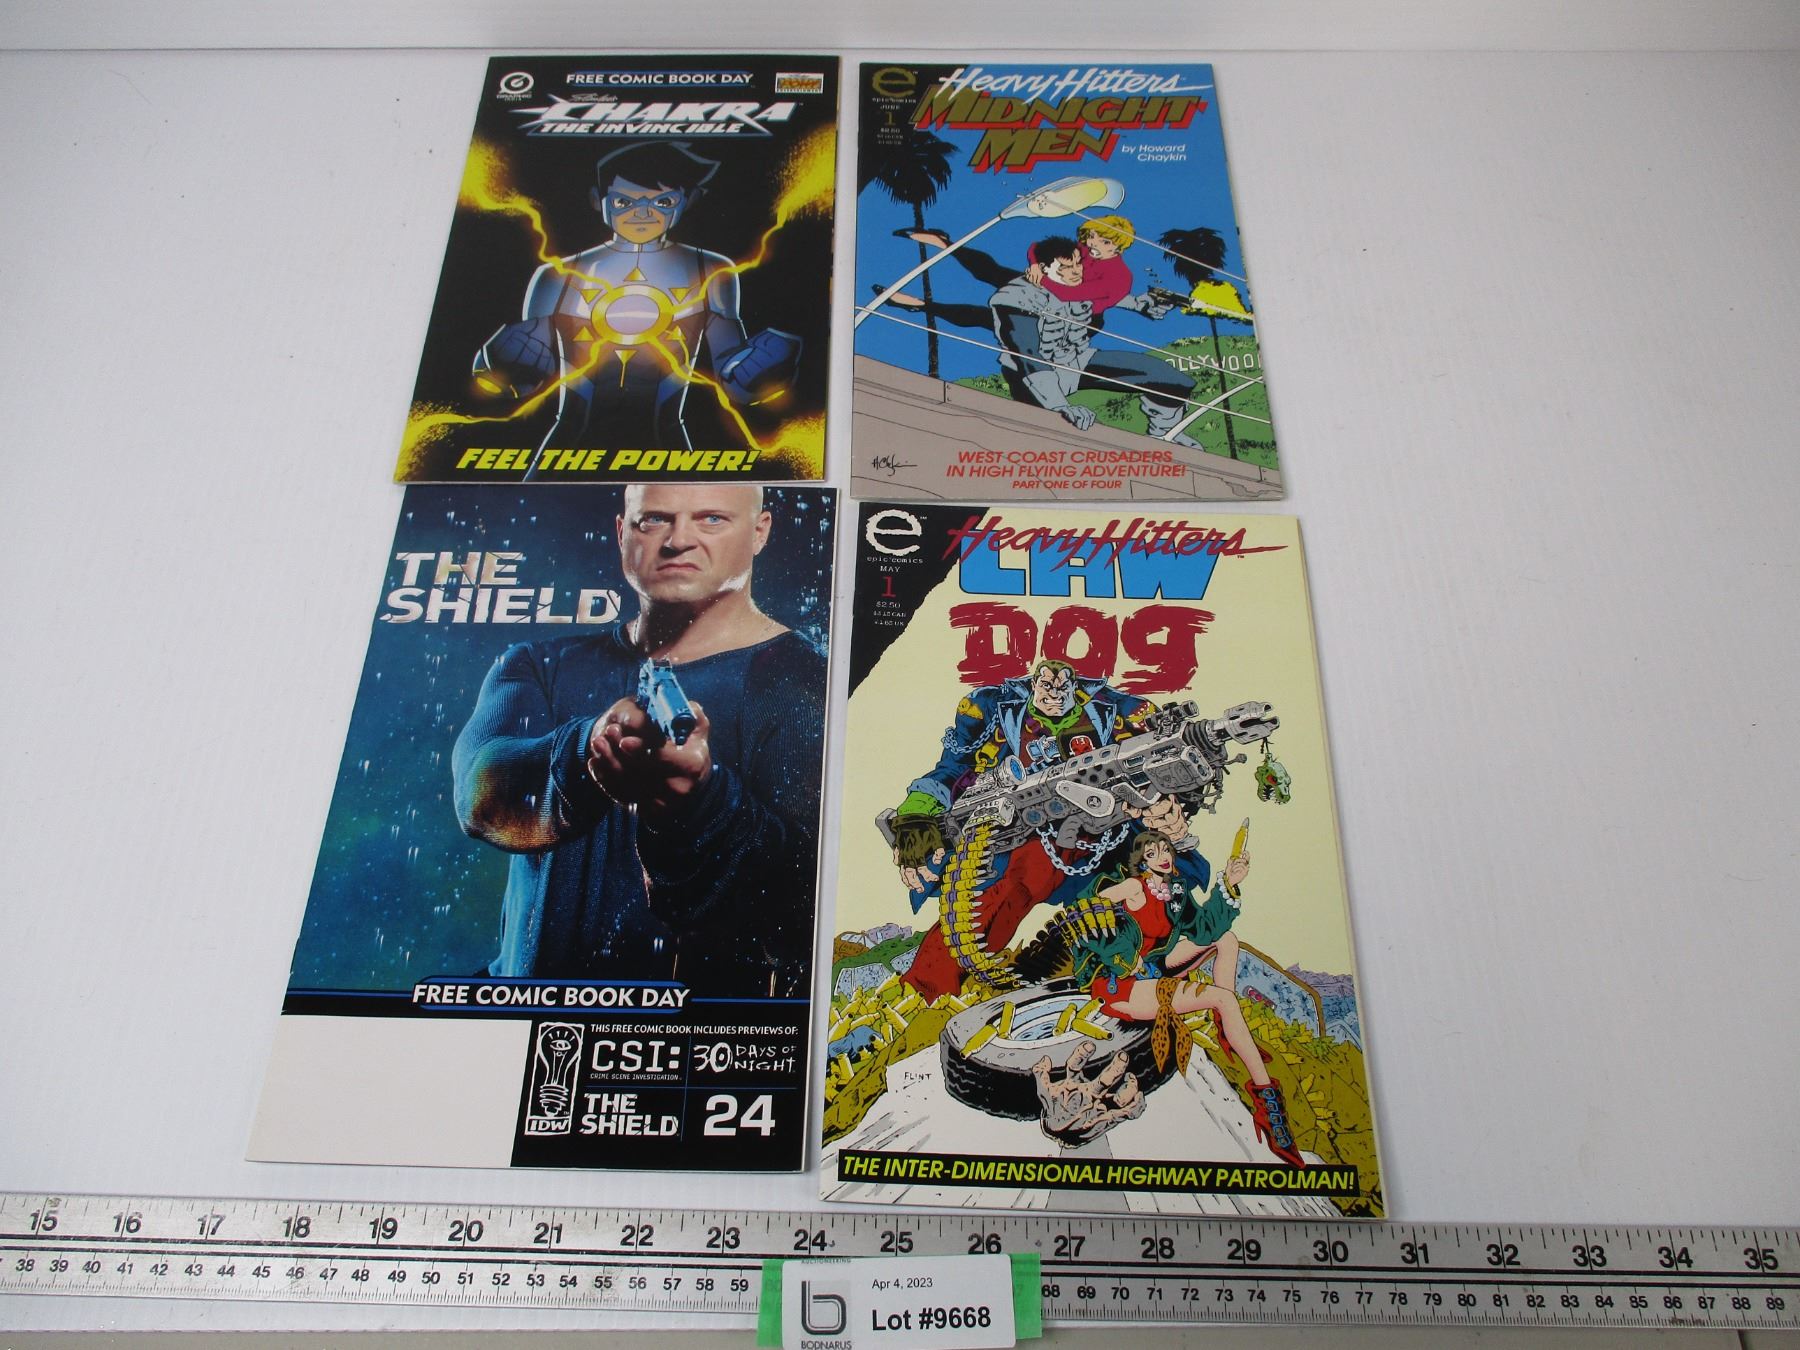 GRAPHIC
FREE COMIC BOOK DAY
CHAKRA
THE INVINCIBLE
FEEL THE POWER!
e
epic comics
JUNE
1
$2.50
Heavy Hitters
MIDNIGHT
MEN
by Howard
Chaykin
OLLYWOO
WEST COAST CRUSADERS
IN HIGH FLYING ADVENTURE!
PART ONE OF FOUR
THE
SHIELD
FREE COMIC BOOK DAY
THIS FREE COMIC BOOK INCLUDES PREVIEWS OF:
CSI:
CRIME SCENE INVESTIGATION
30 DAYS OF
NIGHT
IDW
THE
SHIELD
24
e
epic comics
MAY
1
$2.50
Heavy Hitters
LAW
DOG
FLINT
THE INTER-DIMENSIONAL HIGHWAY PATROLMAN!
15 16 17 18 19 20 21 22 23 24 25 26 27 28 29 30 31 32 33 34 35
38 39 40 41 42 43 44 45 46 47 48 49 50 51 52 53 54 55 56 57 58 59 68 69 70 71 72 73 74 75 76 77 78 79 80 81 82 83 84 85 86 87 88 89
Apr 4, 2023
Lot #9668
BODNARUS